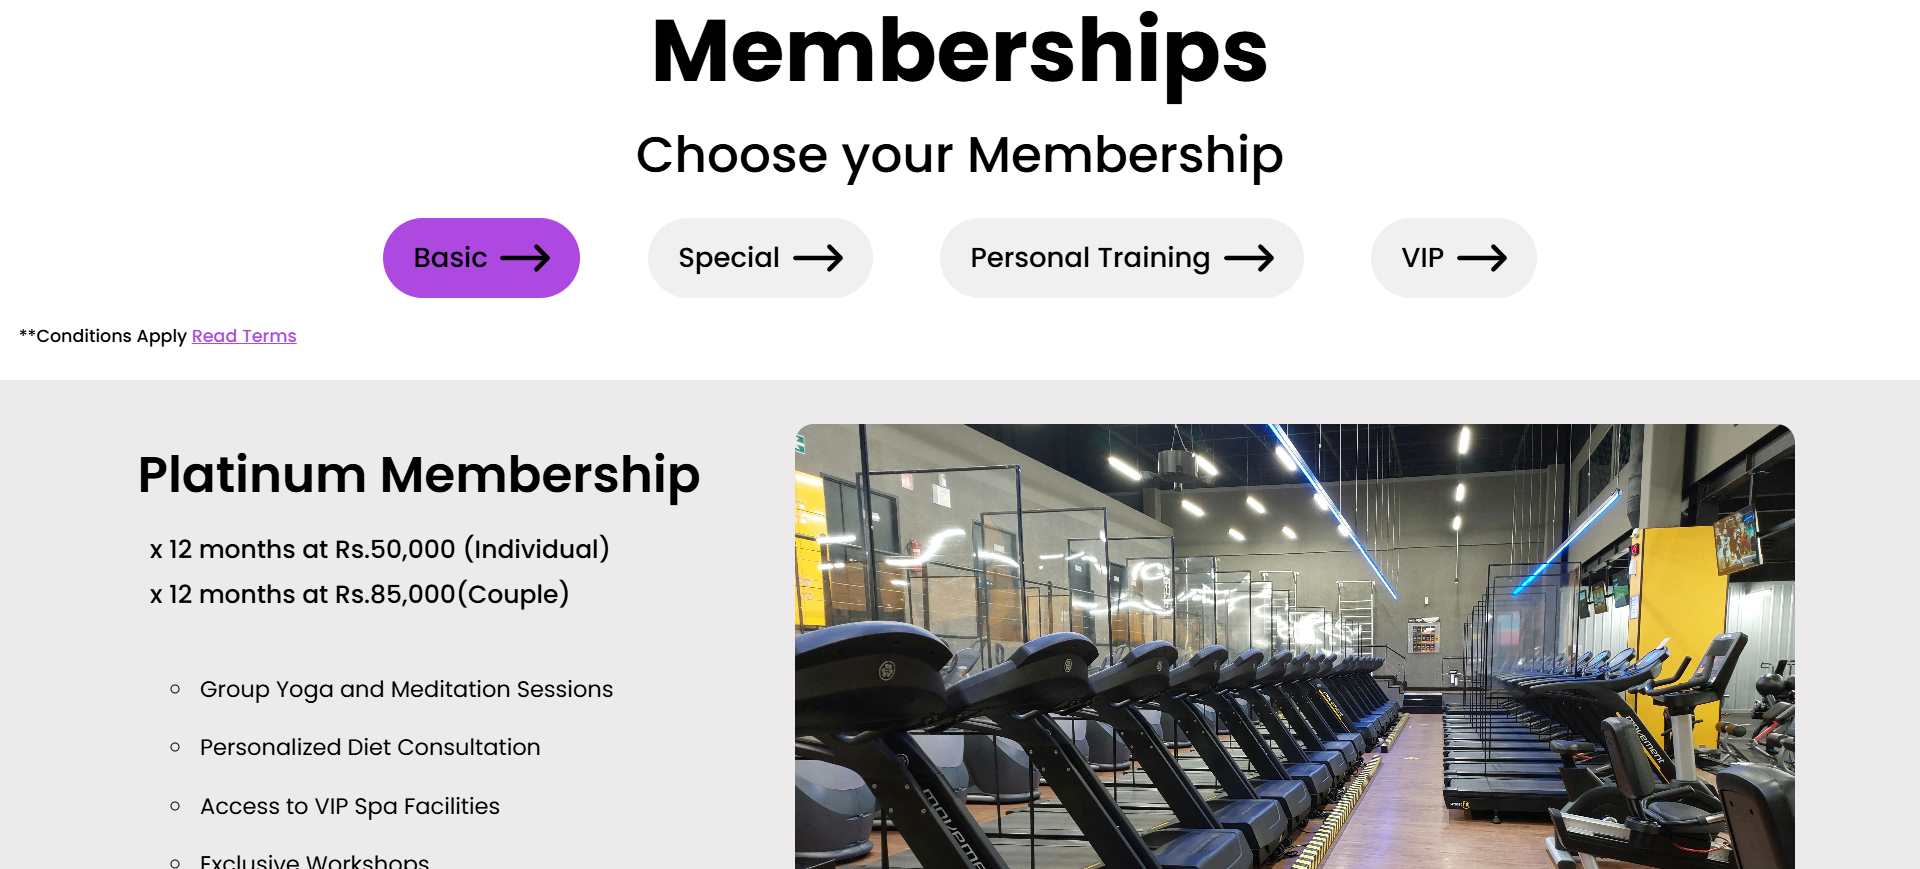 Memberships
Choose your Membership
Basic
Special
Personal Training
VIP
**Conditions Apply Read Terms
Platinum Membership
x 12 months at Rs.50,000 (Individual)
x 12 months at Rs.85,000(Couple)
Group Yoga and Meditation Sessions
Personalized Diet Consultation
Access to VIP Spa Facilities
Exclusive Workshops
movement